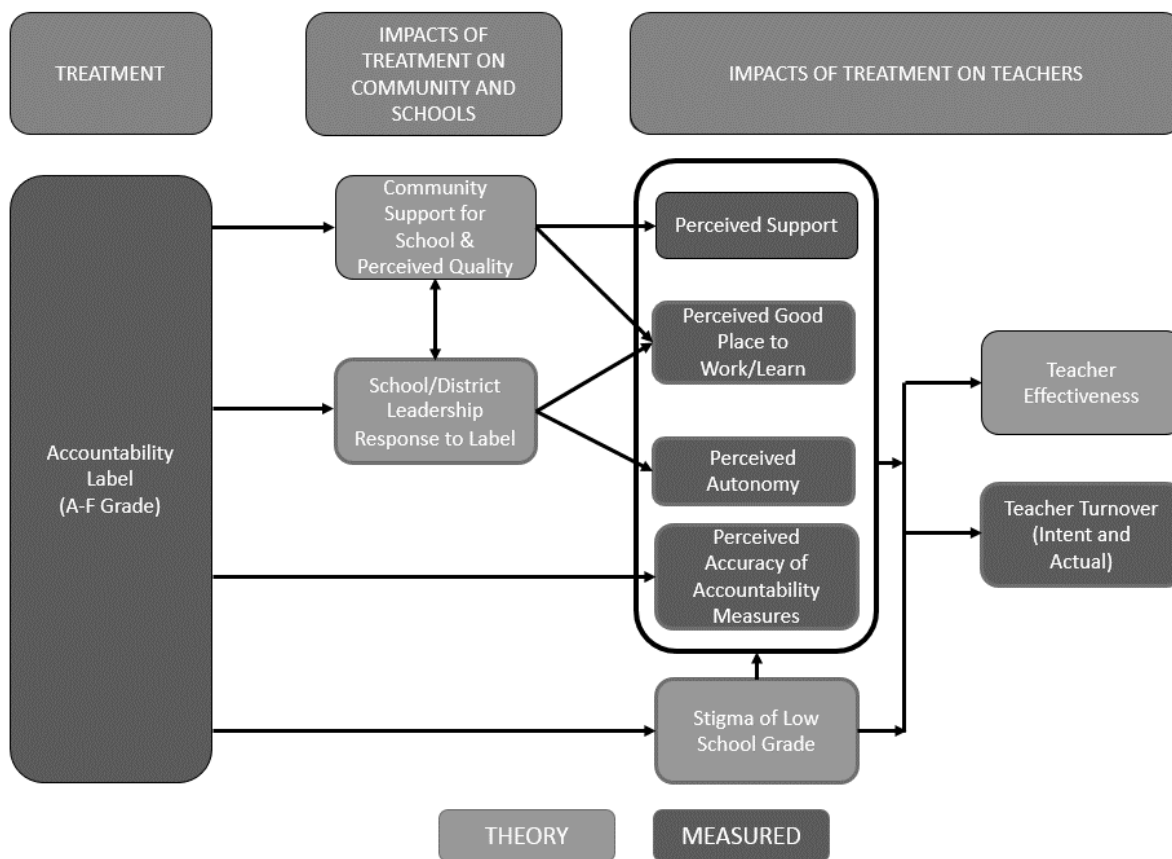 TREATMENT
IMPACTS OF
TREATMENT ON
COMMUNITY AND
SCHOOLS
IMPACTS OF TREATMENT ON TEACHERS
Accountability
Label
(A-F Grade)
Community
Support for
School &
Perceived Quality
School/District
Leadership
Response to Label
Perceived Support
Perceived Good
Place to
Work/Learn
Perceived
Autonomy
Perceived
Accuracy of
Accountability
Measures
Stigma of Low
School Grade
Teacher
Effectiveness
Teacher Turnover
(Intent and
Actual)
THEORY
MEASURED